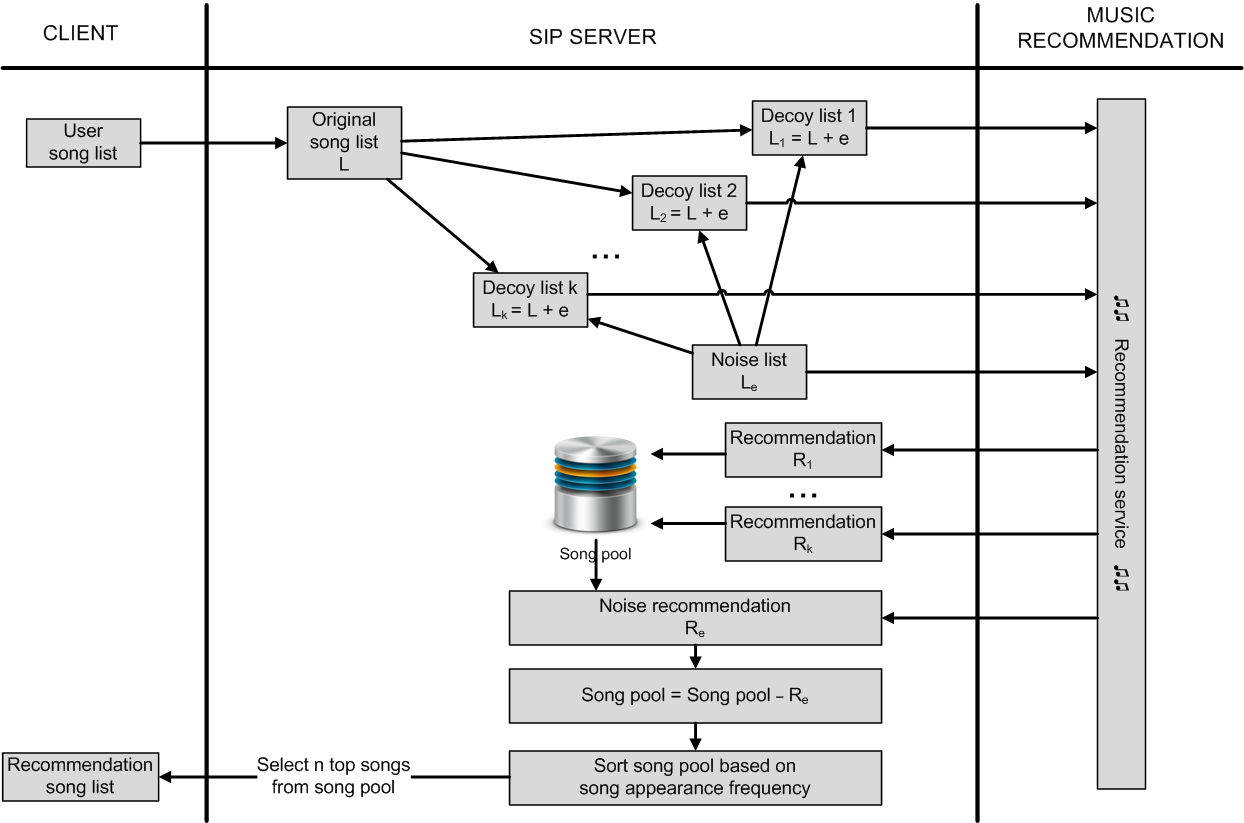 CLIENT
SIP SERVER
MUSIC
RECOMMENDATION
User
song list
Original
song list
L
Decoy list 1
L₁ = L + e
Decoy list 2
L₂ = L + e
...
Decoy list k
Lₖ = L + e
Noise list
Lₑ
♫♫ Recommendation service ♫♫
Recommendation
R₁
...
Recommendation
Rₖ
Song pool
Noise recommendation
Rₑ
Song pool = Song pool – Rₑ
Sort song pool based on
song appearance frequency
Select n top songs
from song pool
Recommendation
song list